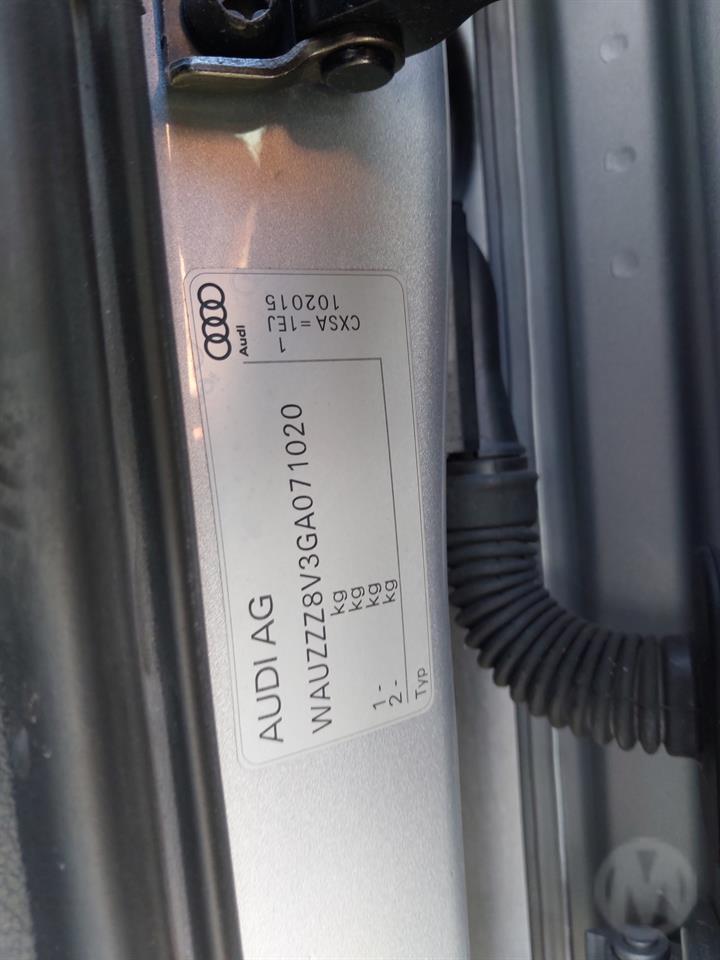 AUDI AG
WAUZZZ8V3GA071020
kg
kg
1 - kg
2 - kg
Typ
Audi
1
CXSA=1EJ
102015
M